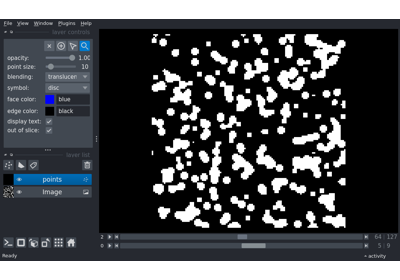 File View Window Plugins Help
layer controls
opacity: 1.00
point size: 10
blending: translucen
symbol: disc
face color: blue
edge color: black
display text:
out of slice:
layer list
points
Image
2 64 127
0 5 9
Ready activity